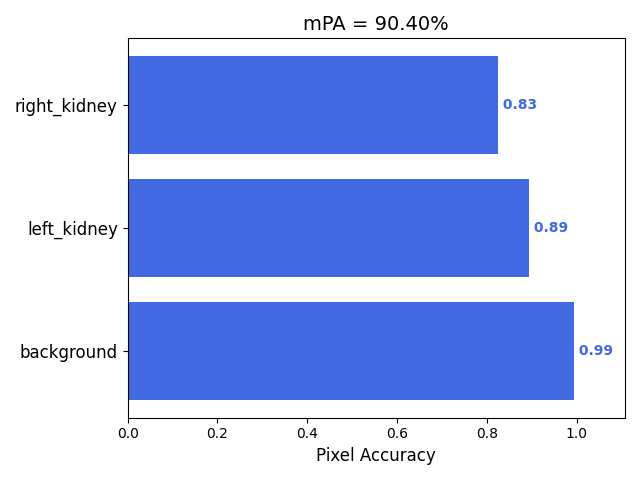 mPA = 90.40%
right_kidney
0.83
left_kidney
0.89
background
0.99
0.0 0.2 0.4 0.6 0.8 1.0
Pixel Accuracy